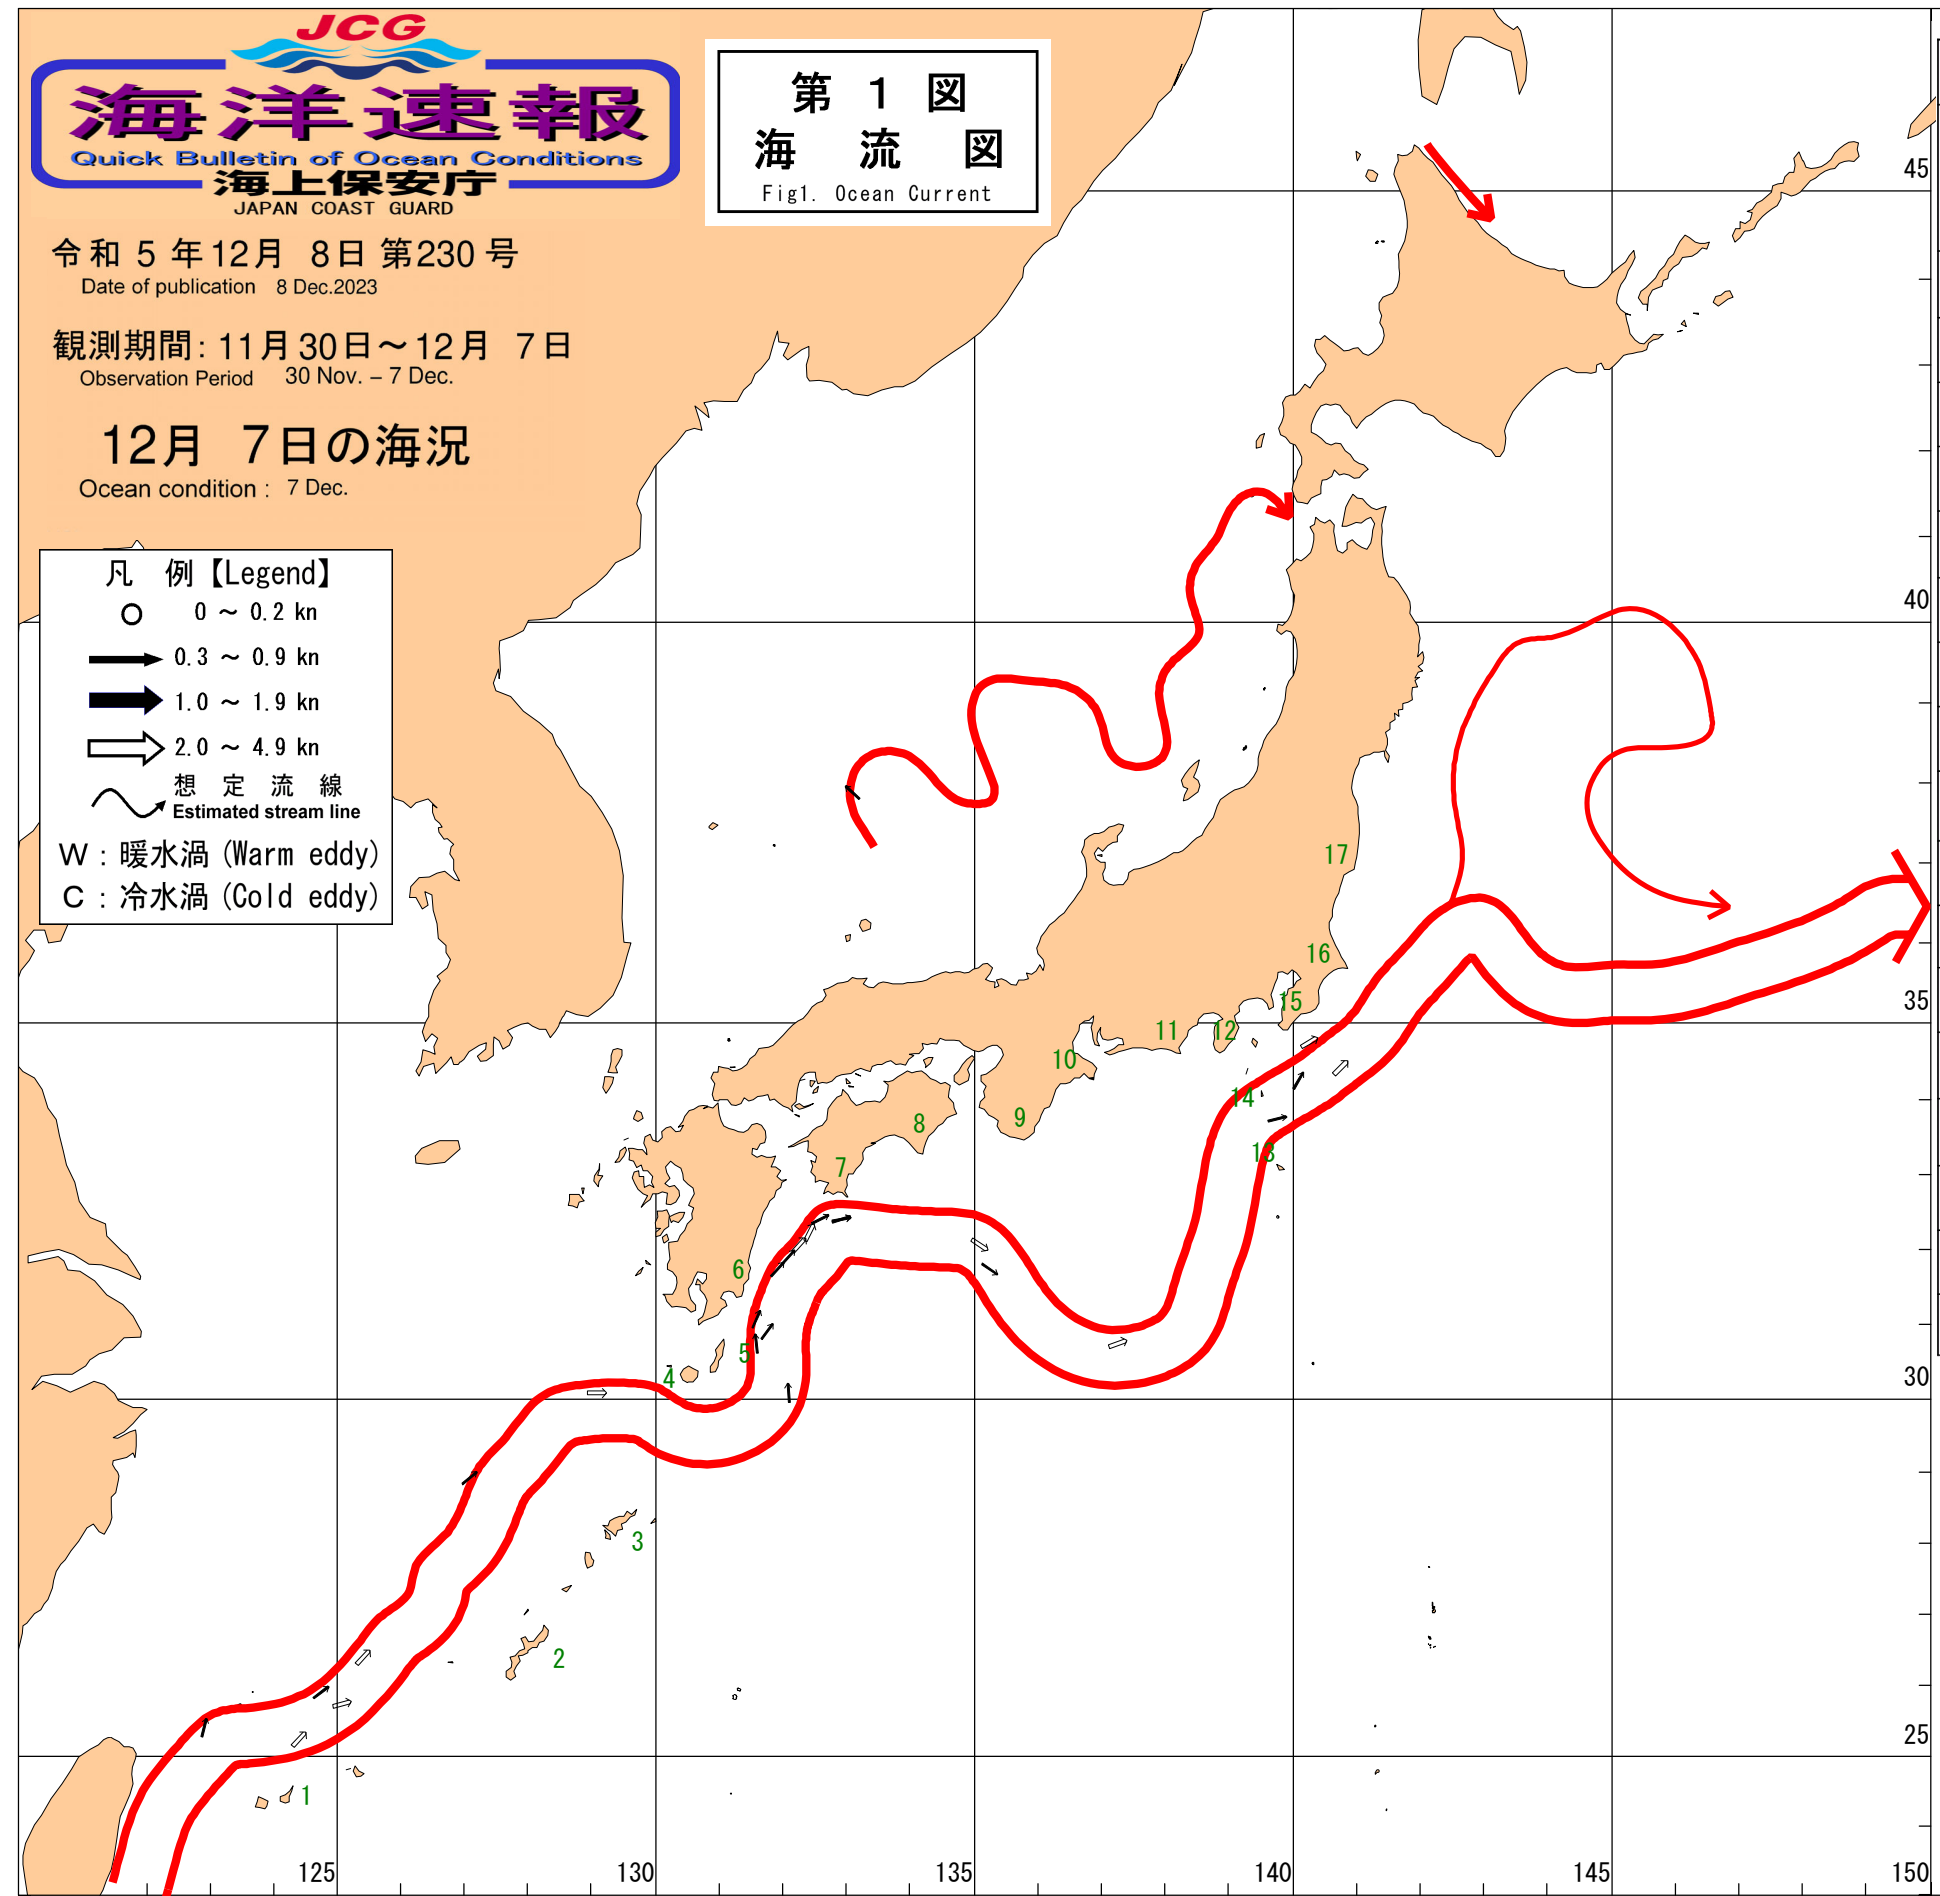 JCG
海洋速報
Quick Bulletin of Ocean Conditions
海上保安庁
JAPAN COAST GUARD
令和 5 年12月 8日 第230号
Date of publication 8 Dec.2023
観測期間: 11月30日～12月 7日
Observation Period 30 Nov. – 7 Dec.
12月 7日の海況
Ocean condition : 7 Dec.
第 1 図
海 流 図
Fig1. Ocean Current
凡 例【Legend】
0 ～ 0.2 kn
0.3 ～ 0.9 kn
1.0 ～ 1.9 kn
2.0 ～ 4.9 kn
想 定 流 線
Estimated stream line
W : 暖水渦 (Warm eddy)
C : 冷水渦 (Cold eddy)
45
40
17
16
35
15
12
11
10
14
9
8
13
7
6
5
4
30
3
2
25
1
125
130
135
140
145
150